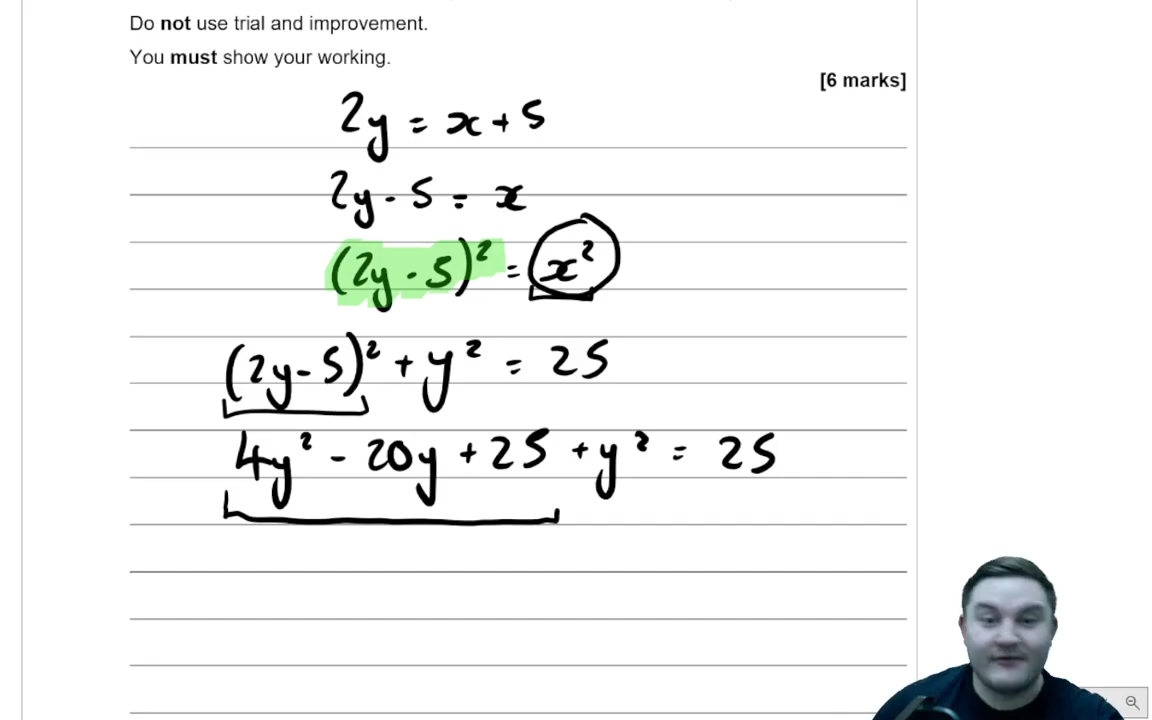 Do not use trial and improvement.
You must show your working.
[6 marks]
2y = x + 5
2y - 5 = x
(2y - 5)² = x²
(2y - 5)² + y² = 25
4y² - 20y + 25 + y² = 25